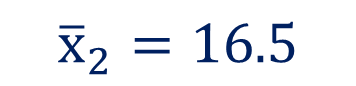 x̅₂ = 16.5